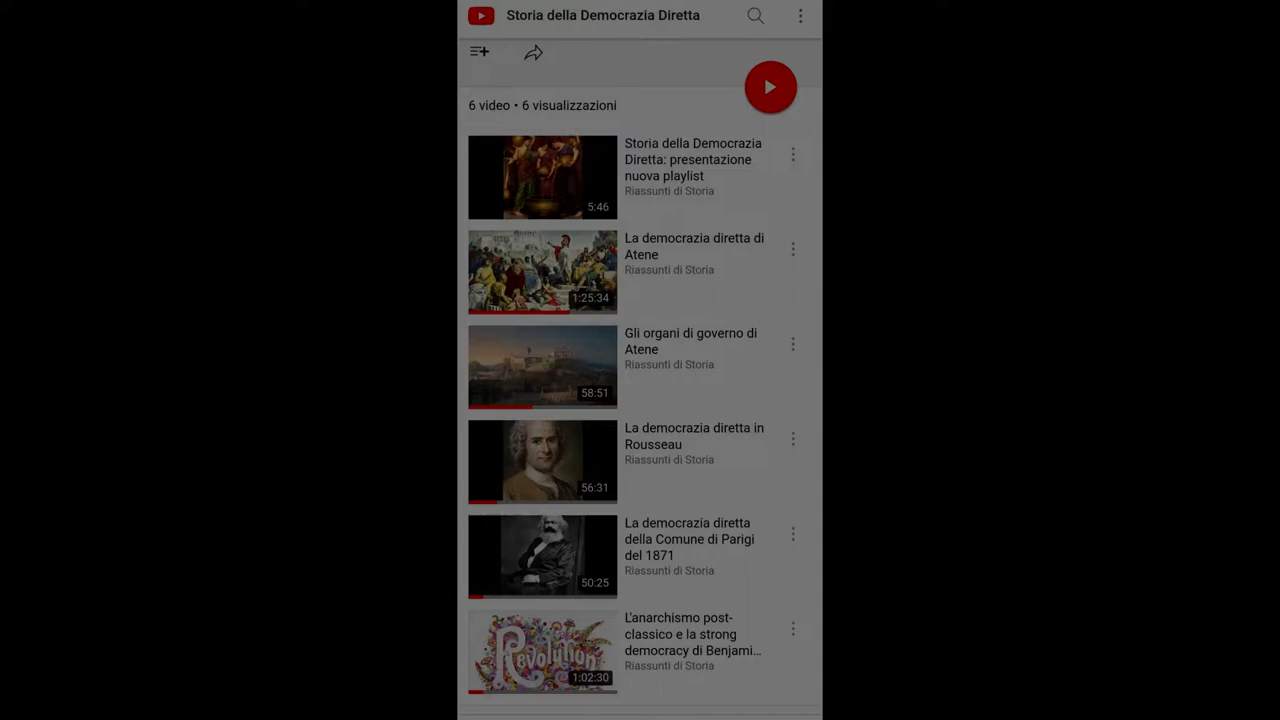 Storia della Democrazia Diretta
6 video • 6 visualizzazioni
Storia della Democrazia
Diretta: presentazione
nuova playlist
Riassunti di Storia
5:46
La democrazia diretta di
Atene
Riassunti di Storia
1:25:34
Gli organi di governo di
Atene
Riassunti di Storia
58:51
La democrazia diretta in
Rousseau
Riassunti di Storia
56:31
La democrazia diretta
della Comune di Parigi
del 1871
Riassunti di Storia
50:25
L'anarchismo post-
classico e la strong
democracy di Benjami...
Riassunti di Storia
Revolution
1:02:30